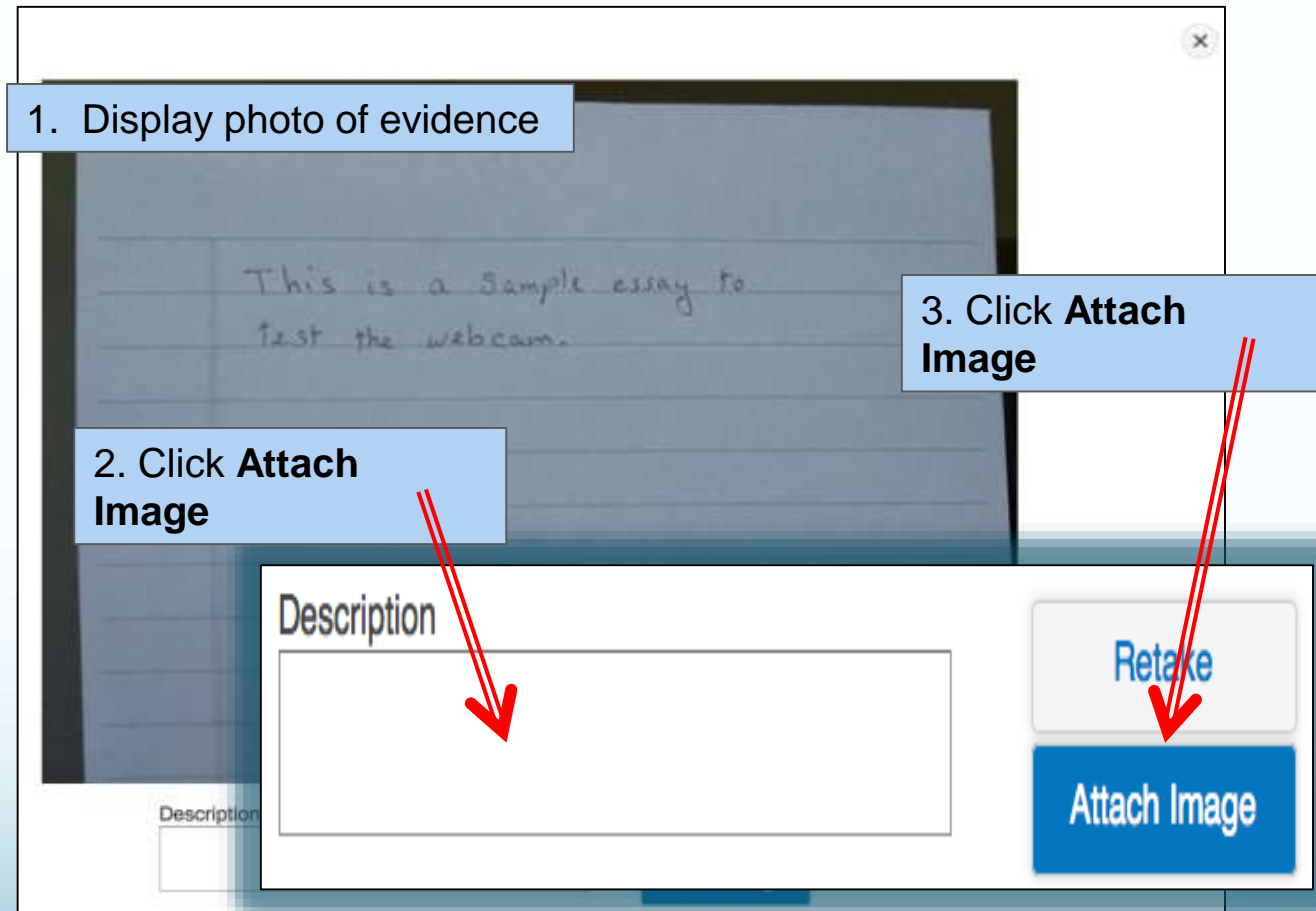 1. Display photo of evidence
This is a Sample essay to
test the webcam.
3. Click Attach
Image
2. Click Attach
Image
Description
Retake
Attach Image
Description